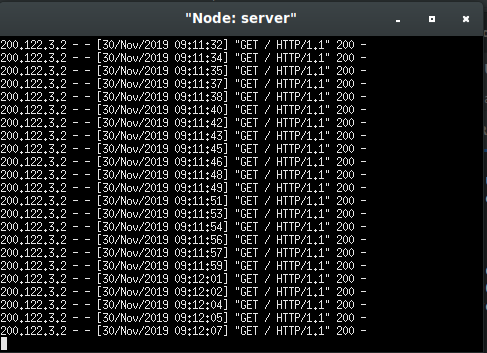 "Node: server"
200.122.3.2 - - [30/Nov/2019 09:11:32] "GET / HTTP/1.1" 200 -
200.122.3.2 - - [30/Nov/2019 09:11:34] "GET / HTTP/1.1" 200 -
200.122.3.2 - - [30/Nov/2019 09:11:35] "GET / HTTP/1.1" 200 -
200.122.3.2 - - [30/Nov/2019 09:11:37] "GET / HTTP/1.1" 200 -
200.122.3.2 - - [30/Nov/2019 09:11:38] "GET / HTTP/1.1" 200 -
200.122.3.2 - - [30/Nov/2019 09:11:40] "GET / HTTP/1.1" 200 -
200.122.3.2 - - [30/Nov/2019 09:11:42] "GET / HTTP/1.1" 200 -
200.122.3.2 - - [30/Nov/2019 09:11:43] "GET / HTTP/1.1" 200 -
200.122.3.2 - - [30/Nov/2019 09:11:45] "GET / HTTP/1.1" 200 -
200.122.3.2 - - [30/Nov/2019 09:11:46] "GET / HTTP/1.1" 200 -
200.122.3.2 - - [30/Nov/2019 09:11:48] "GET / HTTP/1.1" 200 -
200.122.3.2 - - [30/Nov/2019 09:11:49] "GET / HTTP/1.1" 200 -
200.122.3.2 - - [30/Nov/2019 09:11:51] "GET / HTTP/1.1" 200 -
200.122.3.2 - - [30/Nov/2019 09:11:53] "GET / HTTP/1.1" 200 -
200.122.3.2 - - [30/Nov/2019 09:11:54] "GET / HTTP/1.1" 200 -
200.122.3.2 - - [30/Nov/2019 09:11:56] "GET / HTTP/1.1" 200 -
200.122.3.2 - - [30/Nov/2019 09:11:57] "GET / HTTP/1.1" 200 -
200.122.3.2 - - [30/Nov/2019 09:11:59] "GET / HTTP/1.1" 200 -
200.122.3.2 - - [30/Nov/2019 09:12:01] "GET / HTTP/1.1" 200 -
200.122.3.2 - - [30/Nov/2019 09:12:02] "GET / HTTP/1.1" 200 -
200.122.3.2 - - [30/Nov/2019 09:12:04] "GET / HTTP/1.1" 200 -
200.122.3.2 - - [30/Nov/2019 09:12:05] "GET / HTTP/1.1" 200 -
200.122.3.2 - - [30/Nov/2019 09:12:07] "GET / HTTP/1.1" 200 -